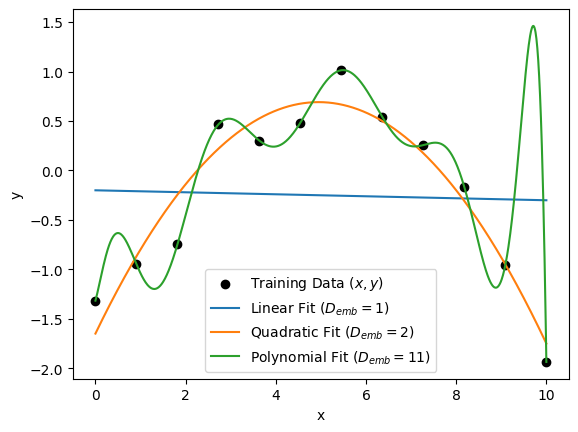 1.5
1.0
0.5
0.0
−0.5
−1.0
−1.5
−2.0
y
Training Data (x, y)
Linear Fit (D_emb = 1)
Quadratic Fit (D_emb = 2)
Polynomial Fit (D_emb = 11)
0 2 4 6 8 10
x